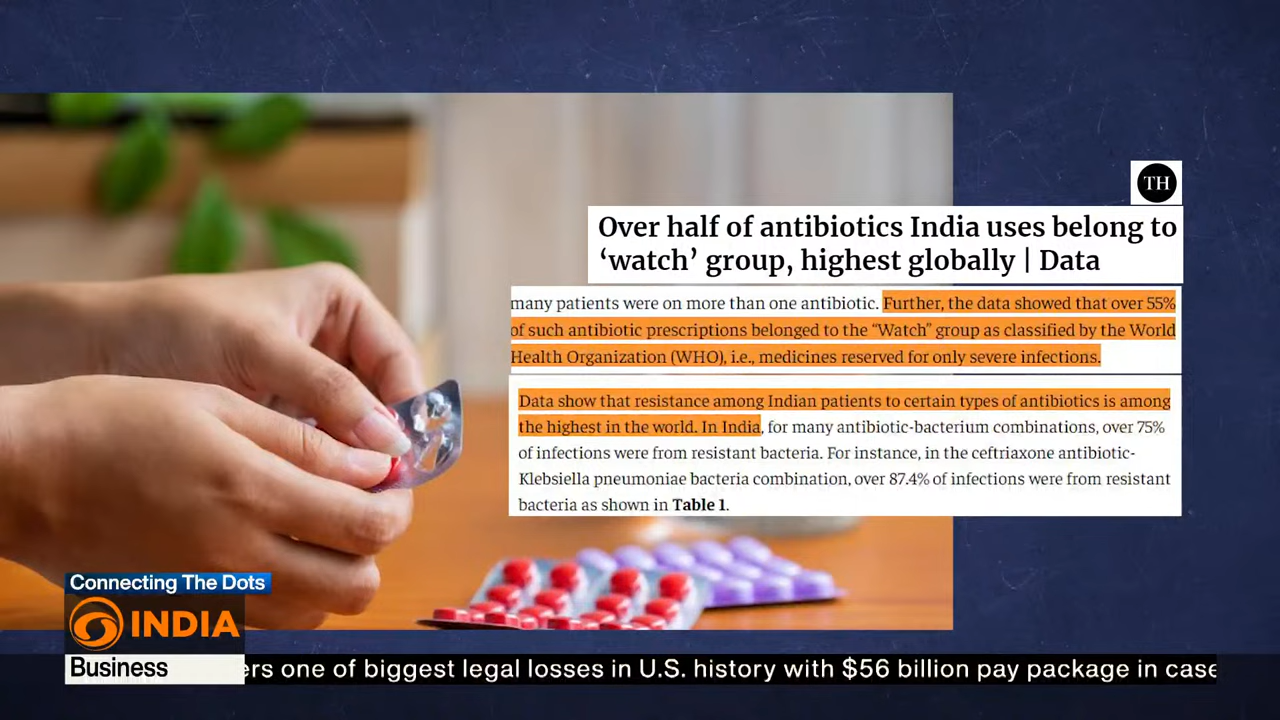 TH
Over half of antibiotics India uses belong to
‘watch’ group, highest globally | Data
many patients were on more than one antibiotic. Further, the data showed that over 55%
of such antibiotic prescriptions belonged to the “Watch” group as classified by the World
Health Organization (WHO), i.e., medicines reserved for only severe infections.
Data show that resistance among Indian patients to certain types of antibiotics is among
the highest in the world. In India, for many antibiotic-bacterium combinations, over 75%
of infections were from resistant bacteria. For instance, in the ceftriaxone antibiotic-
Klebsiella pneumoniae bacteria combination, over 87.4% of infections were from resistant
bacteria as shown in Table 1.
Connecting The Dots
INDIA
Business
ers one of biggest legal losses in U.S. history with $56 billion pay package in case